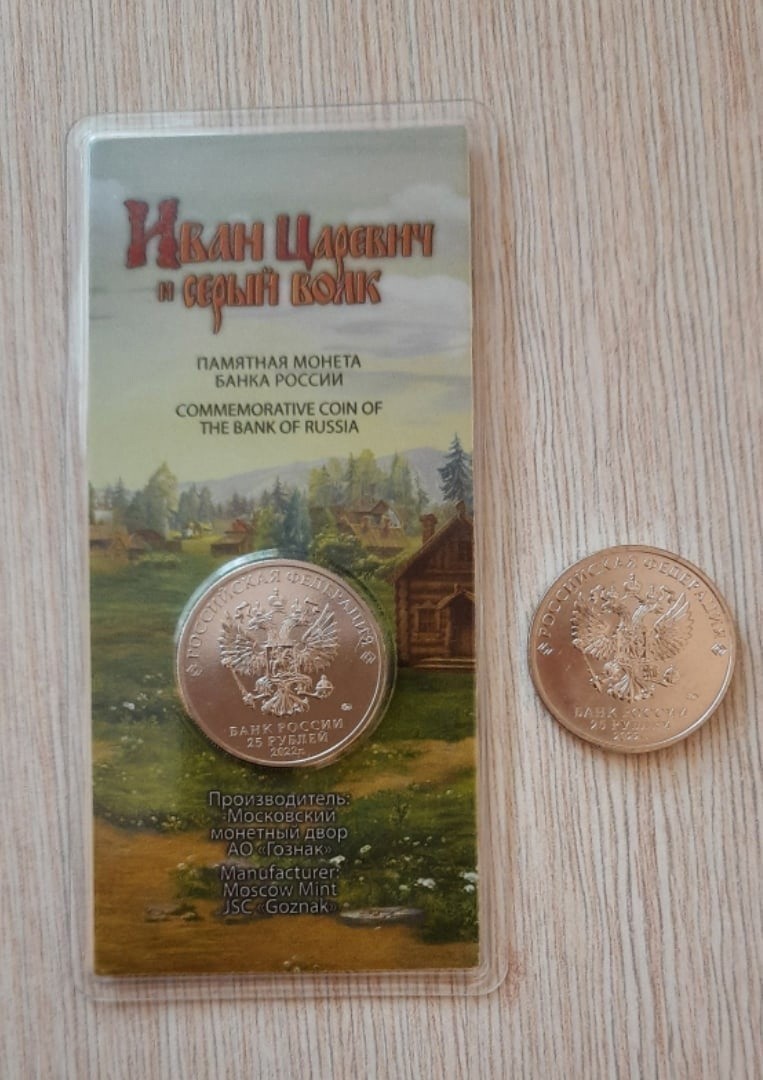 Иван Царевич
и серый волк
ПАМЯТНАЯ МОНЕТА
БАНКА РОССИИ
COMMEMORATIVE COIN OF
THE BANK OF RUSSIA
РОССИЙСКАЯ ФЕДЕРАЦИЯ
БАНК РОССИИ
25 РУБЛЕЙ
2022г.
Производитель:
Московский
монетный двор
АО «Гознак»
Manufacturer:
Moscow Mint
JSC «Goznak»
РОССИЙСКАЯ ФЕДЕРАЦИЯ
БАНК РОССИИ
25 РУБЛЕЙ